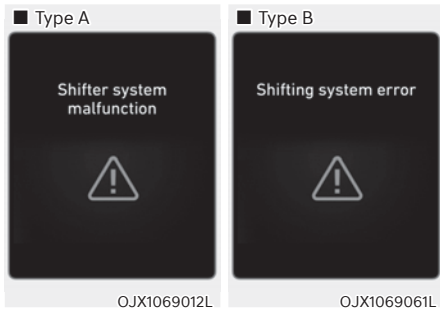 ■ Type A
Shifter system
malfunction
OJX1069012L
■ Type B
Shifting system error
OJX1069061L